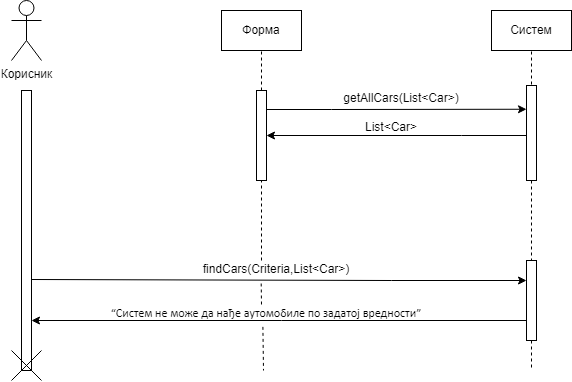 Форма
Систем
Корисник
getAllCars(List<Car>)
List<Car>
findCars(Criteria,List<Car>)
“Систем не може да нађе аутомобиле по задатој вредности”